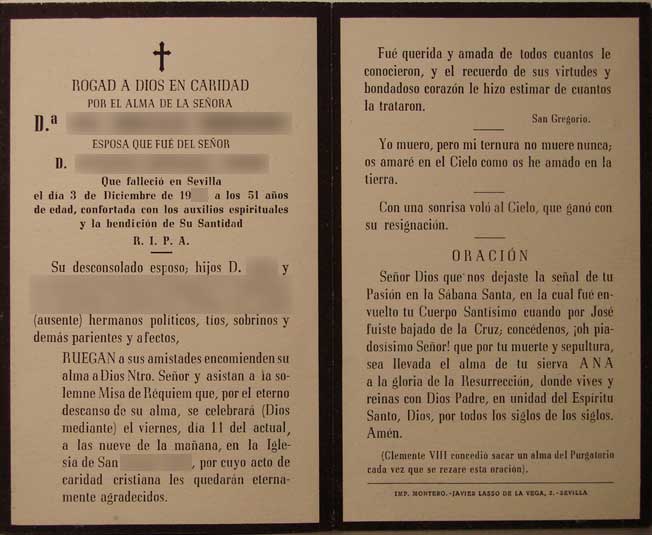 ROGAD A DIOS EN CARIDAD
POR EL ALMA DE LA SEÑORA
D.ª
ESPOSA QUE FUÉ DEL SEÑOR
D.
Que falleció en Sevilla
el día 3 de Diciembre de 19 a los 51 años
de edad, confortada con los auxilios espirituales
y la bendición de Su Santidad
R. I. P. A.
Su desconsolado esposo; hijos D. y
(ausente) hermanos políticos, tíos, sobrinos y
demás parientes y afectos,
RUEGAN a sus amistades encomienden su
alma a Dios Ntro. Señor y asistan a la so-
lemne Misa de Réquiem que, por el eterno
descanso de su alma, se celebrará (Dios
mediante) el viernes, día 11 del actual,
a las nueve de la mañana, en la Igle-
sia de San , por cuyo acto de
caridad cristiana les quedarán eterna-
mente agradecidos.
Fué querida y amada de todos cuantos le
conocieron, y el recuerdo de sus virtudes y
bondadoso corazón le hizo estimar de cuantos
la trataron.
San Gregorio.
Yo muero, pero mi ternura no muere nunca;
os amaré en el Cielo como os he amado en la
tierra.
Con una sonrisa voló al Cielo, que ganó con
su resignación.
ORACIÓN
Señor Dios que nos dejaste la señal de tu
Pasión en la Sábana Santa, en la cual fué en-
vuelto tu Cuerpo Santísimo cuando por José
fuiste bajado de la Cruz; concédenos, ¡oh pia-
dosísimo Señor! que por tu muerte y sepultura,
sea llevada el alma de tu sierva ANA
a la gloria de la Resurrección, donde vives y
reinas con Dios Padre, en unidad del Espíritu
Santo, Dios, por todos los siglos de los siglos.
Amén.
(Clemente VIII concedió sacar un alma del Purgatorio
cada vez que se rezare esta oración).
IMP. MONTERO.-JAVIER LASSO DE LA VEGA, 2.-SEVILLA